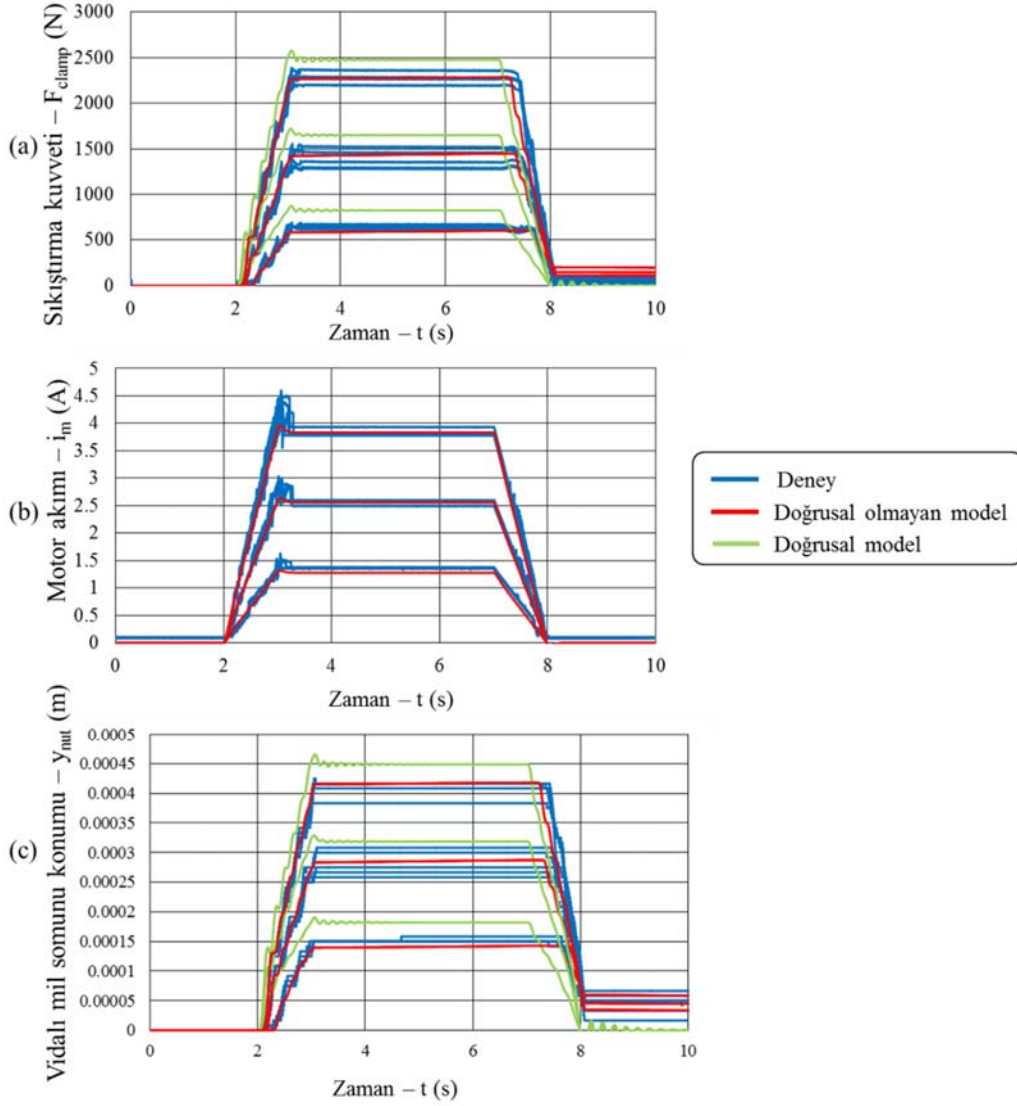 (a)
Sıkıştırma kuvveti – F_clamp (N)
3000
2500
2000
1500
1000
500
0
0 2 4 6 8 10
Zaman – t (s)
(b)
Motor akımı – i_m (A)
5
4.5
4
3.5
3
2.5
2
1.5
1
0.5
0
0 2 4 6 8 10
Zaman – t (s)
Deney
Doğrusal olmayan model
Doğrusal model
(c)
Vidalı mil somunu konumu – y_nut (m)
0.0005
0.00045
0.0004
0.00035
0.0003
0.00025
0.0002
0.00015
0.0001
0.00005
0
0 2 4 6 8 10
Zaman – t (s)